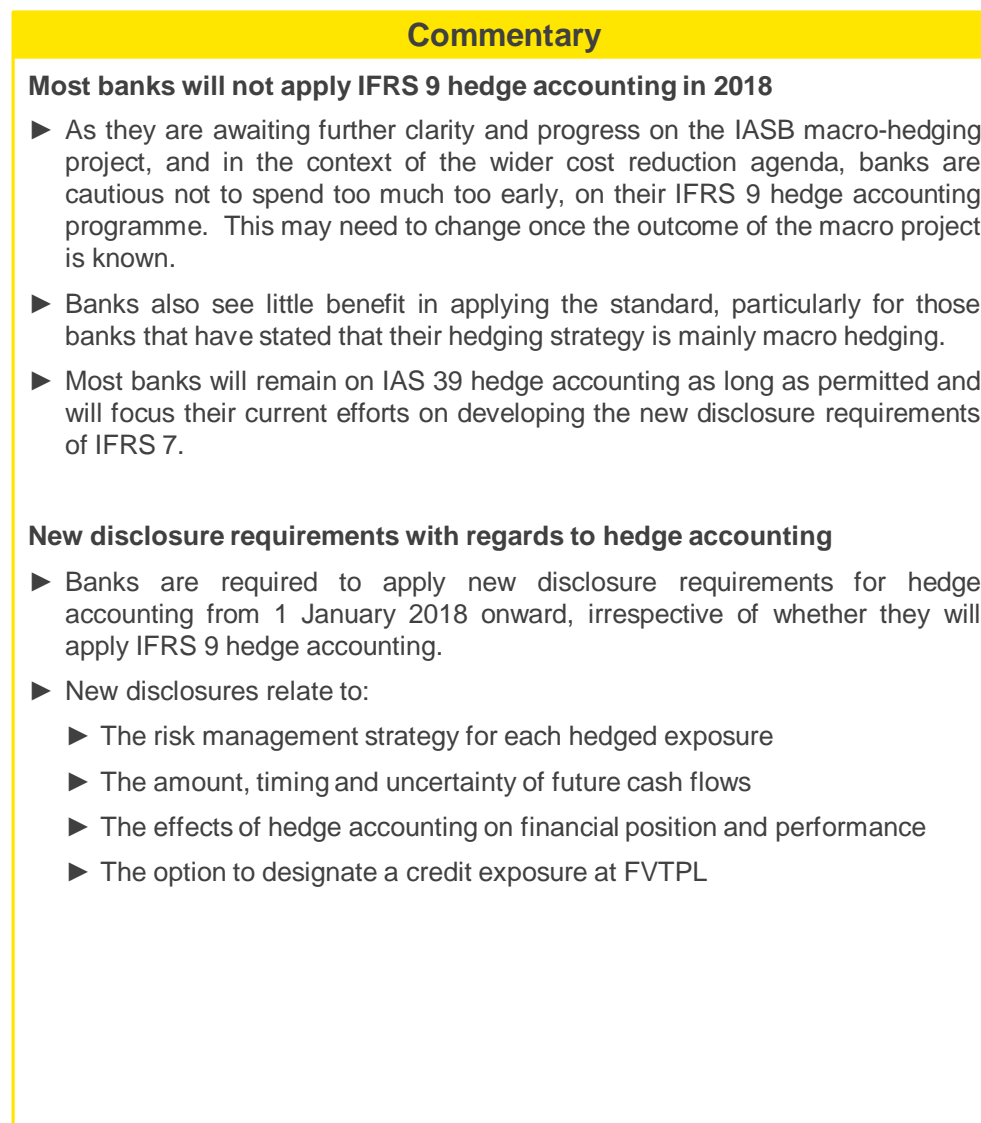 Commentary
Most banks will not apply IFRS 9 hedge accounting in 2018
► As they are awaiting further clarity and progress on the IASB macro-hedging
project, and in the context of the wider cost reduction agenda, banks are
cautious not to spend too much too early, on their IFRS 9 hedge accounting
programme. This may need to change once the outcome of the macro project
is known.
► Banks also see little benefit in applying the standard, particularly for those
banks that have stated that their hedging strategy is mainly macro hedging.
► Most banks will remain on IAS 39 hedge accounting as long as permitted and
will focus their current efforts on developing the new disclosure requirements
of IFRS 7.
New disclosure requirements with regards to hedge accounting
► Banks are required to apply new disclosure requirements for hedge
accounting from 1 January 2018 onward, irrespective of whether they will
apply IFRS 9 hedge accounting.
► New disclosures relate to:
► The risk management strategy for each hedged exposure
► The amount, timing and uncertainty of future cash flows
► The effects of hedge accounting on financial position and performance
► The option to designate a credit exposure at FVTPL